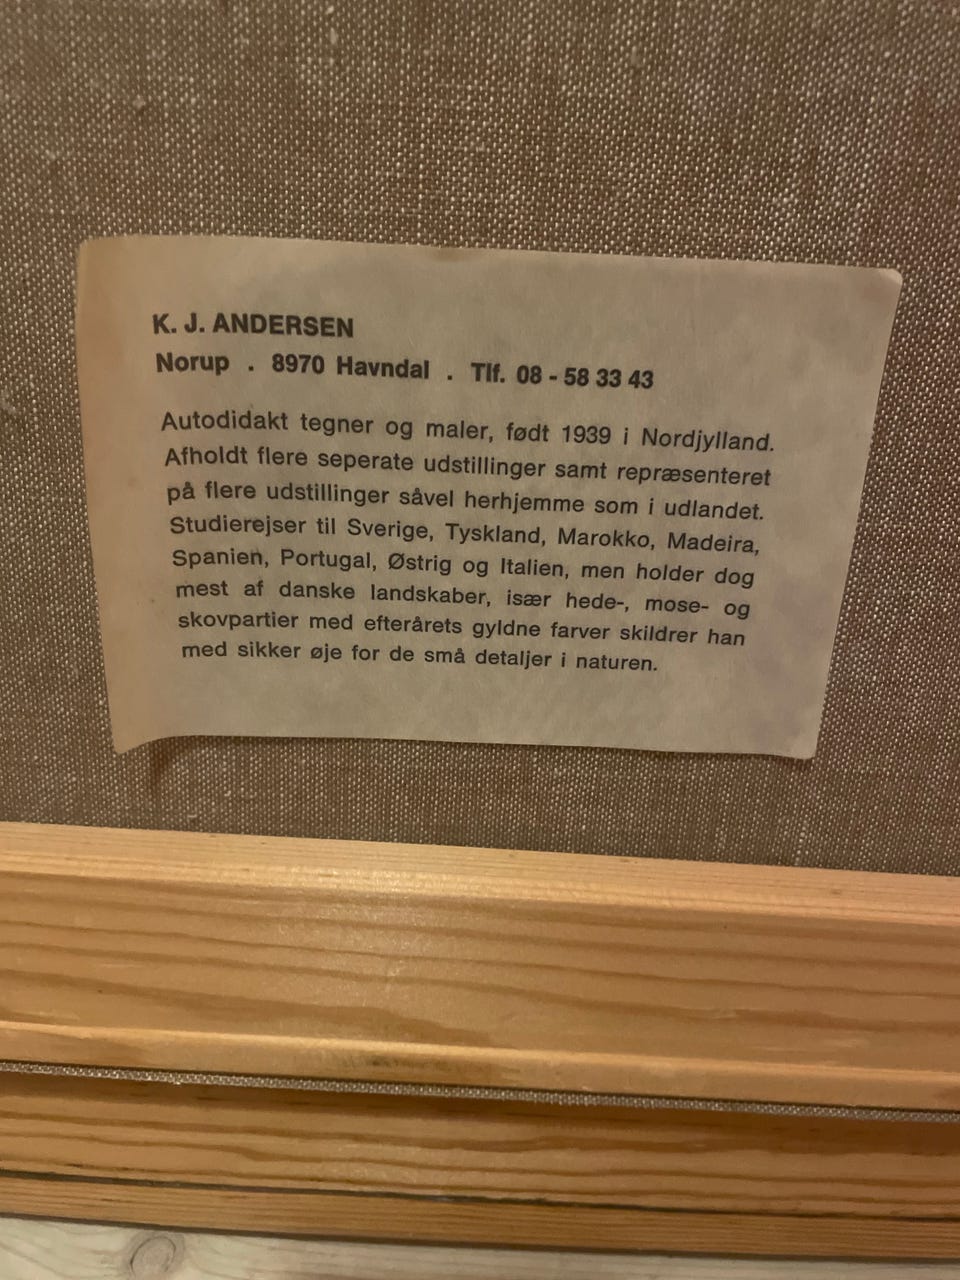 K. J. ANDERSEN
Norup . 8970 Havndal . Tlf. 08 - 58 33 43
Autodidakt tegner og maler, født 1939 i Nordjylland.
Afholdt flere seperate udstillinger samt repræsenteret
på flere udstillinger såvel herhjemme som i udlandet.
Studierejser til Sverige, Tyskland, Marokko, Madeira,
Spanien, Portugal, Østrig og Italien, men holder dog
mest af danske landskaber, især hede-, mose- og
skovpartier med efterårets gyldne farver skildrer han
med sikker øje for de små detaljer i naturen.